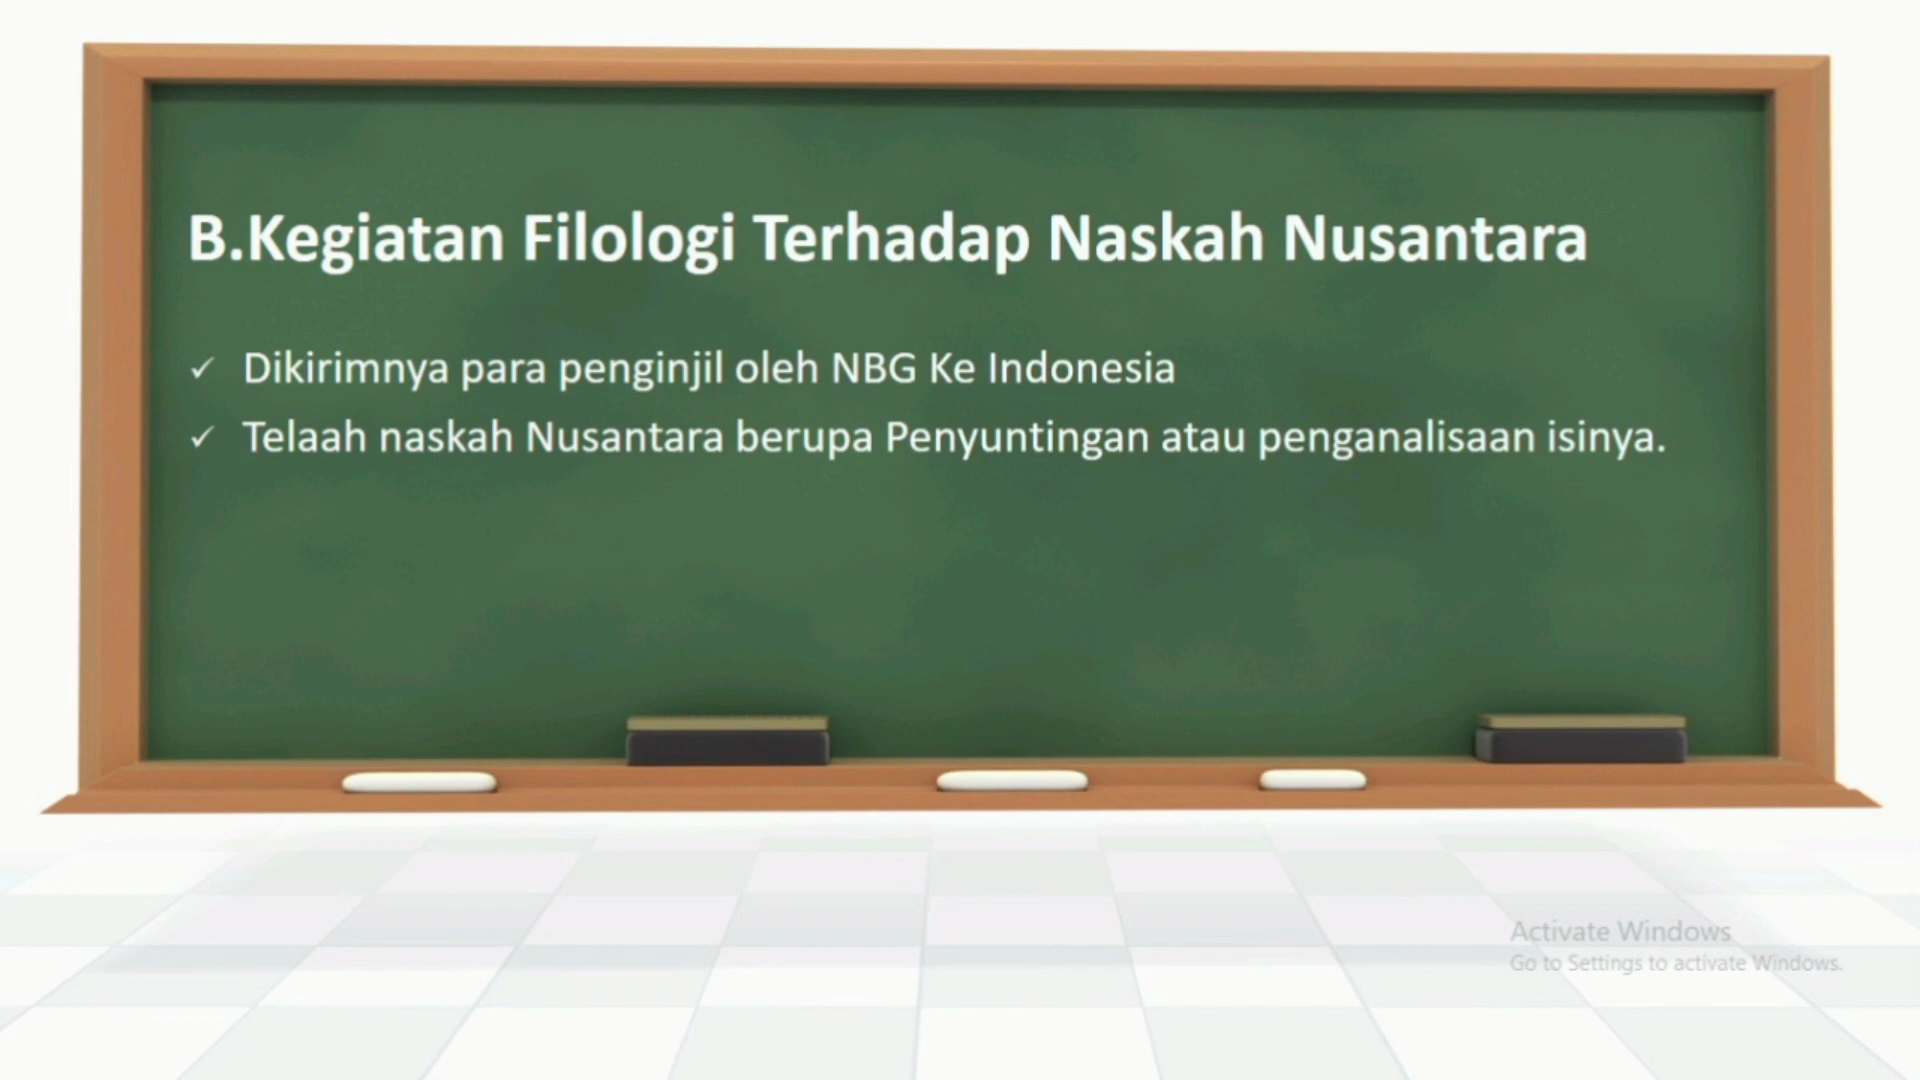 B.Kegiatan Filologi Terhadap Naskah Nusantara
✓ Dikirimnya para penginjil oleh NBG Ke Indonesia
✓ Telaah naskah Nusantara berupa Penyuntingan atau penganalisaan isinya.
Activate Windows
Go to Settings to activate Windows.